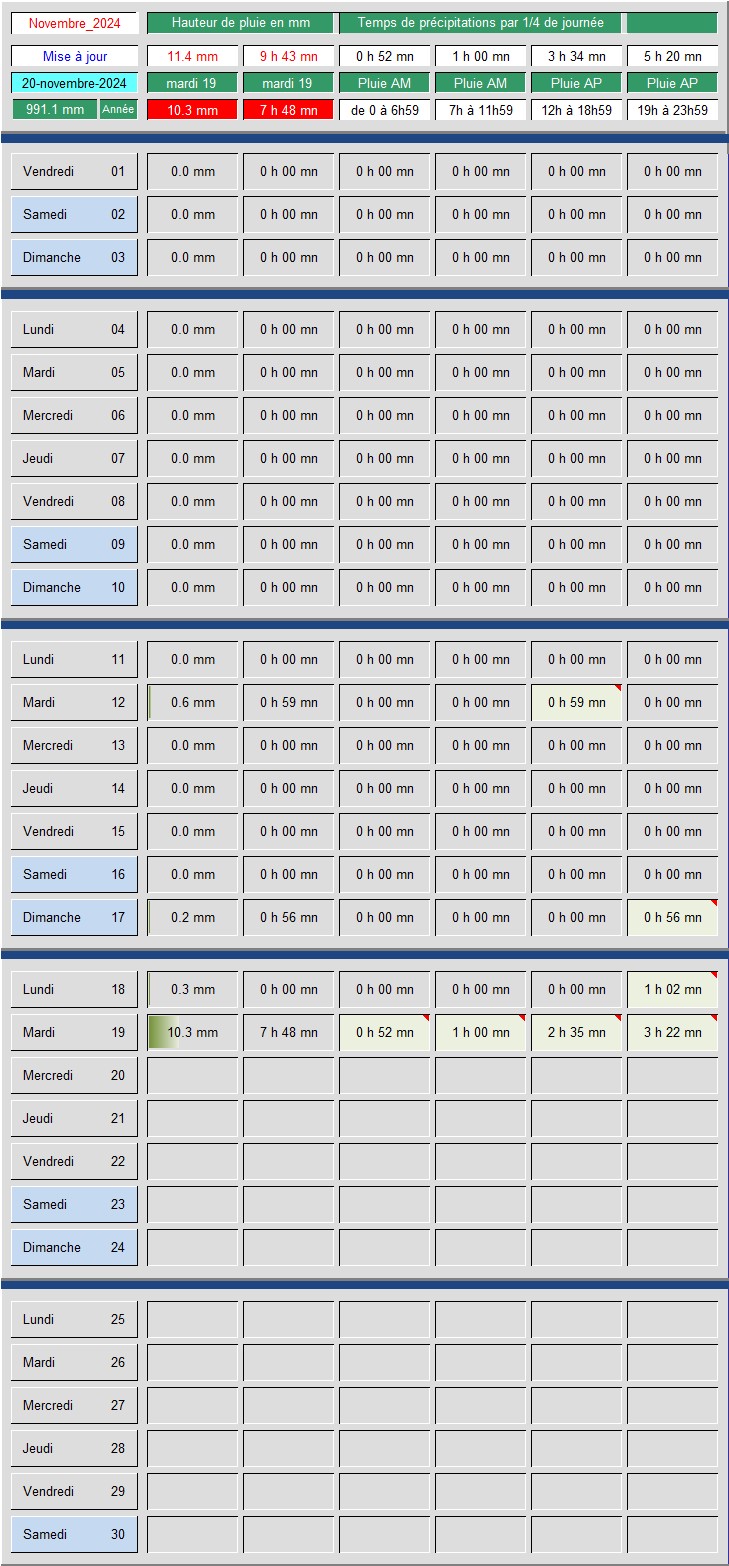 Novembre_2024 Hauteur de pluie en mm Temps de précipitations par 1/4 de journée
Mise à jour 11.4 mm 9 h 43 mn 0 h 52 mn 1 h 00 mn 3 h 34 mn 5 h 20 mn
20-novembre-2024 mardi 19 mardi 19 Pluie AM Pluie AM Pluie AP Pluie AP
991.1 mm Année 10.3 mm 7 h 48 mn de 0 à 6h59 7h à 11h59 12h à 18h59 19h à 23h59
Vendredi 01 0.0 mm 0 h 00 mn 0 h 00 mn 0 h 00 mn 0 h 00 mn 0 h 00 mn
Samedi 02 0.0 mm 0 h 00 mn 0 h 00 mn 0 h 00 mn 0 h 00 mn 0 h 00 mn
Dimanche 03 0.0 mm 0 h 00 mn 0 h 00 mn 0 h 00 mn 0 h 00 mn 0 h 00 mn
Lundi 04 0.0 mm 0 h 00 mn 0 h 00 mn 0 h 00 mn 0 h 00 mn 0 h 00 mn
Mardi 05 0.0 mm 0 h 00 mn 0 h 00 mn 0 h 00 mn 0 h 00 mn 0 h 00 mn
Mercredi 06 0.0 mm 0 h 00 mn 0 h 00 mn 0 h 00 mn 0 h 00 mn 0 h 00 mn
Jeudi 07 0.0 mm 0 h 00 mn 0 h 00 mn 0 h 00 mn 0 h 00 mn 0 h 00 mn
Vendredi 08 0.0 mm 0 h 00 mn 0 h 00 mn 0 h 00 mn 0 h 00 mn 0 h 00 mn
Samedi 09 0.0 mm 0 h 00 mn 0 h 00 mn 0 h 00 mn 0 h 00 mn 0 h 00 mn
Dimanche 10 0.0 mm 0 h 00 mn 0 h 00 mn 0 h 00 mn 0 h 00 mn 0 h 00 mn
Lundi 11 0.0 mm 0 h 00 mn 0 h 00 mn 0 h 00 mn 0 h 00 mn 0 h 00 mn
Mardi 12 0.6 mm 0 h 59 mn 0 h 00 mn 0 h 00 mn 0 h 59 mn 0 h 00 mn
Mercredi 13 0.0 mm 0 h 00 mn 0 h 00 mn 0 h 00 mn 0 h 00 mn 0 h 00 mn
Jeudi 14 0.0 mm 0 h 00 mn 0 h 00 mn 0 h 00 mn 0 h 00 mn 0 h 00 mn
Vendredi 15 0.0 mm 0 h 00 mn 0 h 00 mn 0 h 00 mn 0 h 00 mn 0 h 00 mn
Samedi 16 0.0 mm 0 h 00 mn 0 h 00 mn 0 h 00 mn 0 h 00 mn 0 h 00 mn
Dimanche 17 0.2 mm 0 h 56 mn 0 h 00 mn 0 h 00 mn 0 h 00 mn 0 h 56 mn
Lundi 18 0.3 mm 0 h 00 mn 0 h 00 mn 0 h 00 mn 0 h 00 mn 1 h 02 mn
Mardi 19 10.3 mm 7 h 48 mn 0 h 52 mn 1 h 00 mn 2 h 35 mn 3 h 22 mn
Mercredi 20
Jeudi 21
Vendredi 22
Samedi 23
Dimanche 24
Lundi 25
Mardi 26
Mercredi 27
Jeudi 28
Vendredi 29
Samedi 30